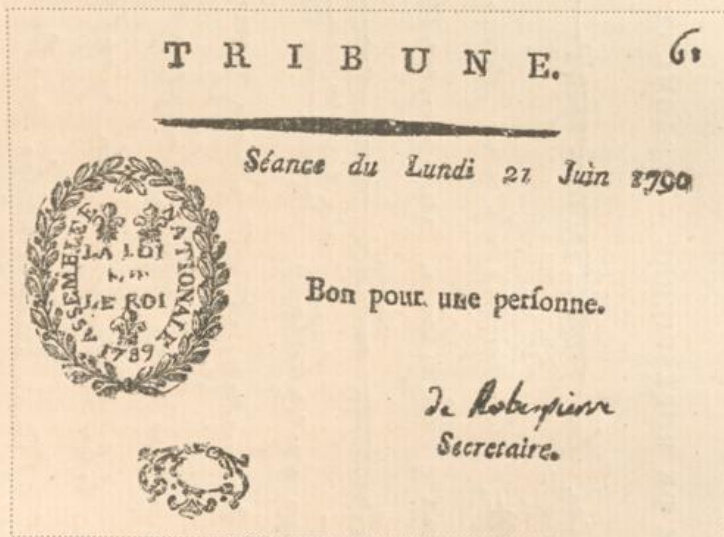 TRIBUNE.
61
Séance du Lundi 21 Juin 1790
ASSEMBLEE NATIONALE
LA LOI
LE ROI
1789
Bon pour une perſonne.
de Robespierre
Secretaire.